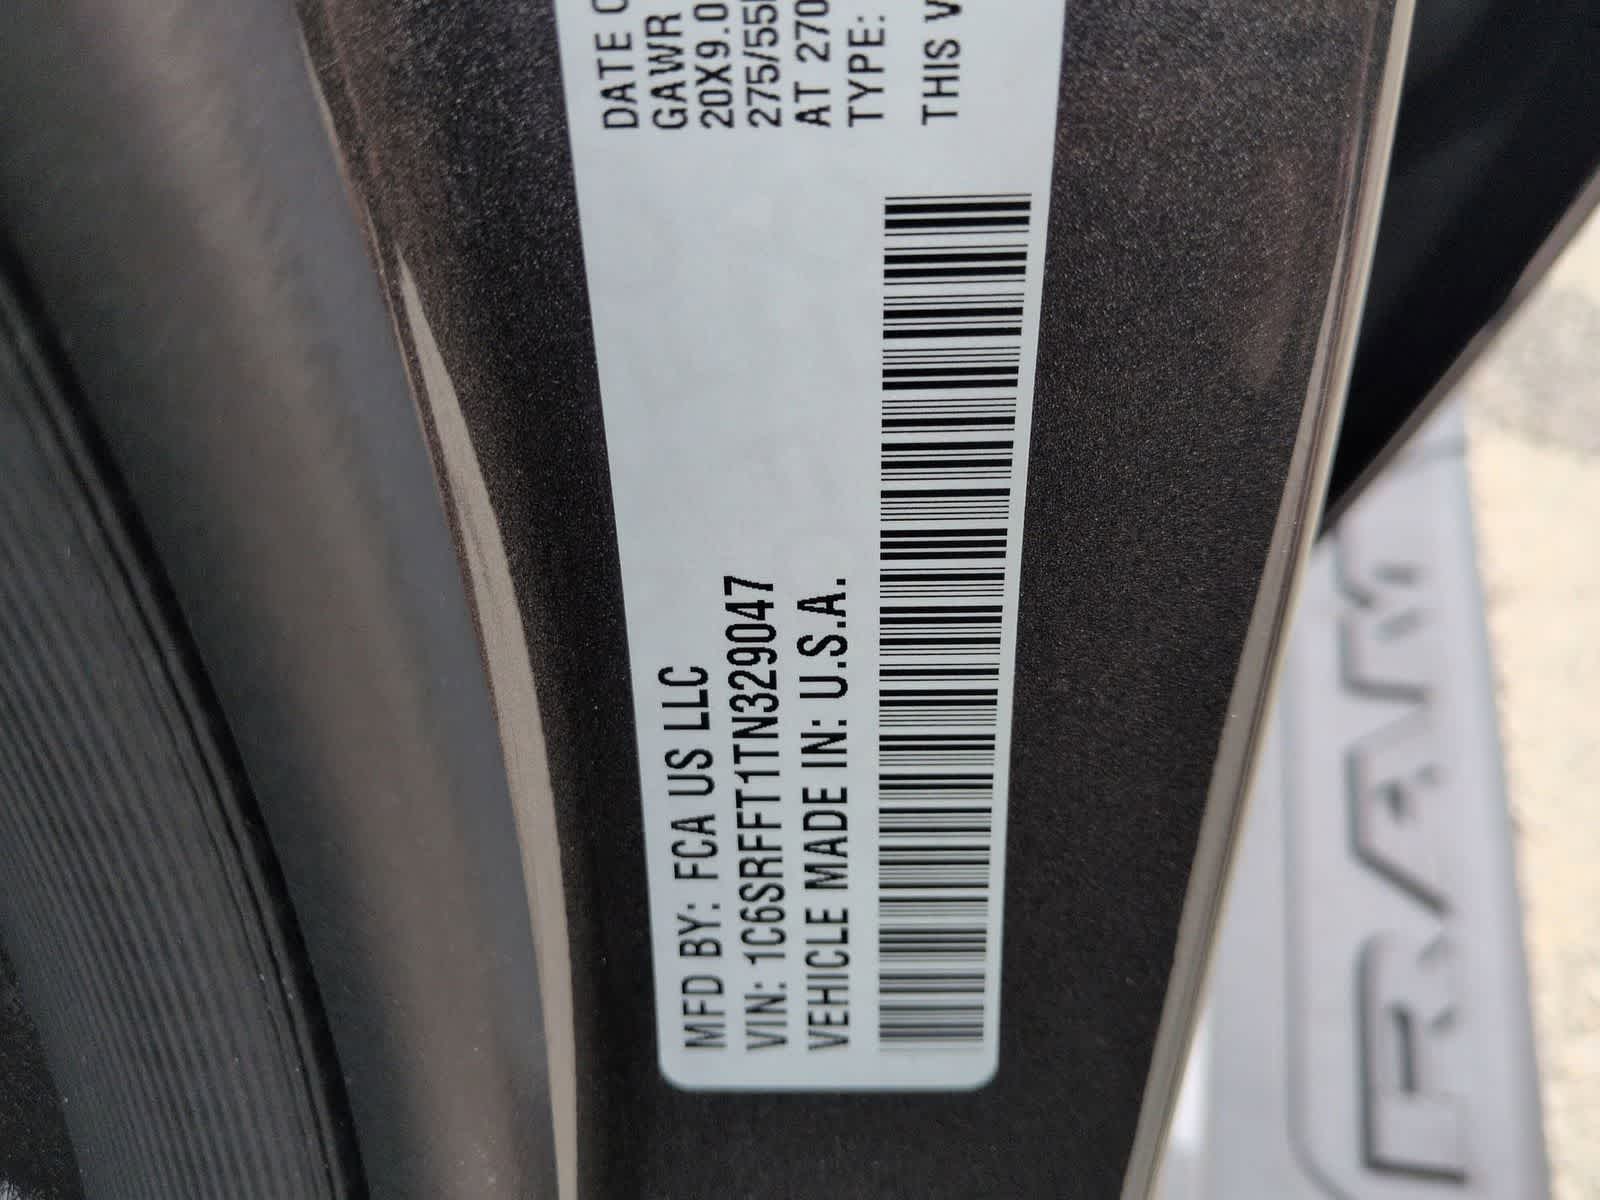 MFD BY: FCA US LLC
VIN: 1C6SRFFT1TN329047
VEHICLE MADE IN: U.S.A.
DATE
GAWR
20X9.0
275/55
AT 270
TYPE:
THIS
RAM